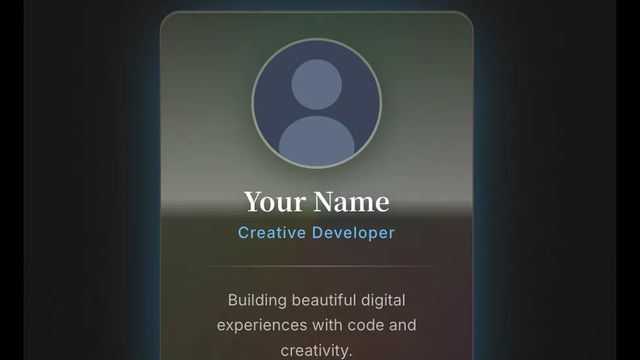 Your Name
Creative Developer
Building beautiful digital
experiences with code and
creativity.